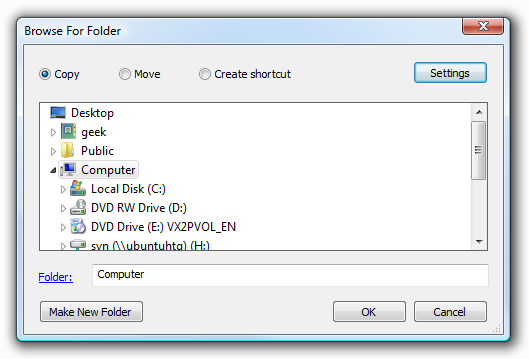 Browse For Folder
Copy Move Create shortcut Settings
Desktop
geek
Public
Computer
Local Disk (C:)
DVD RW Drive (D:)
DVD Drive (E:) VX2PVOL_EN
svn (\\ubuntuhtg) (H:)
Folder: Computer
Make New Folder OK Cancel